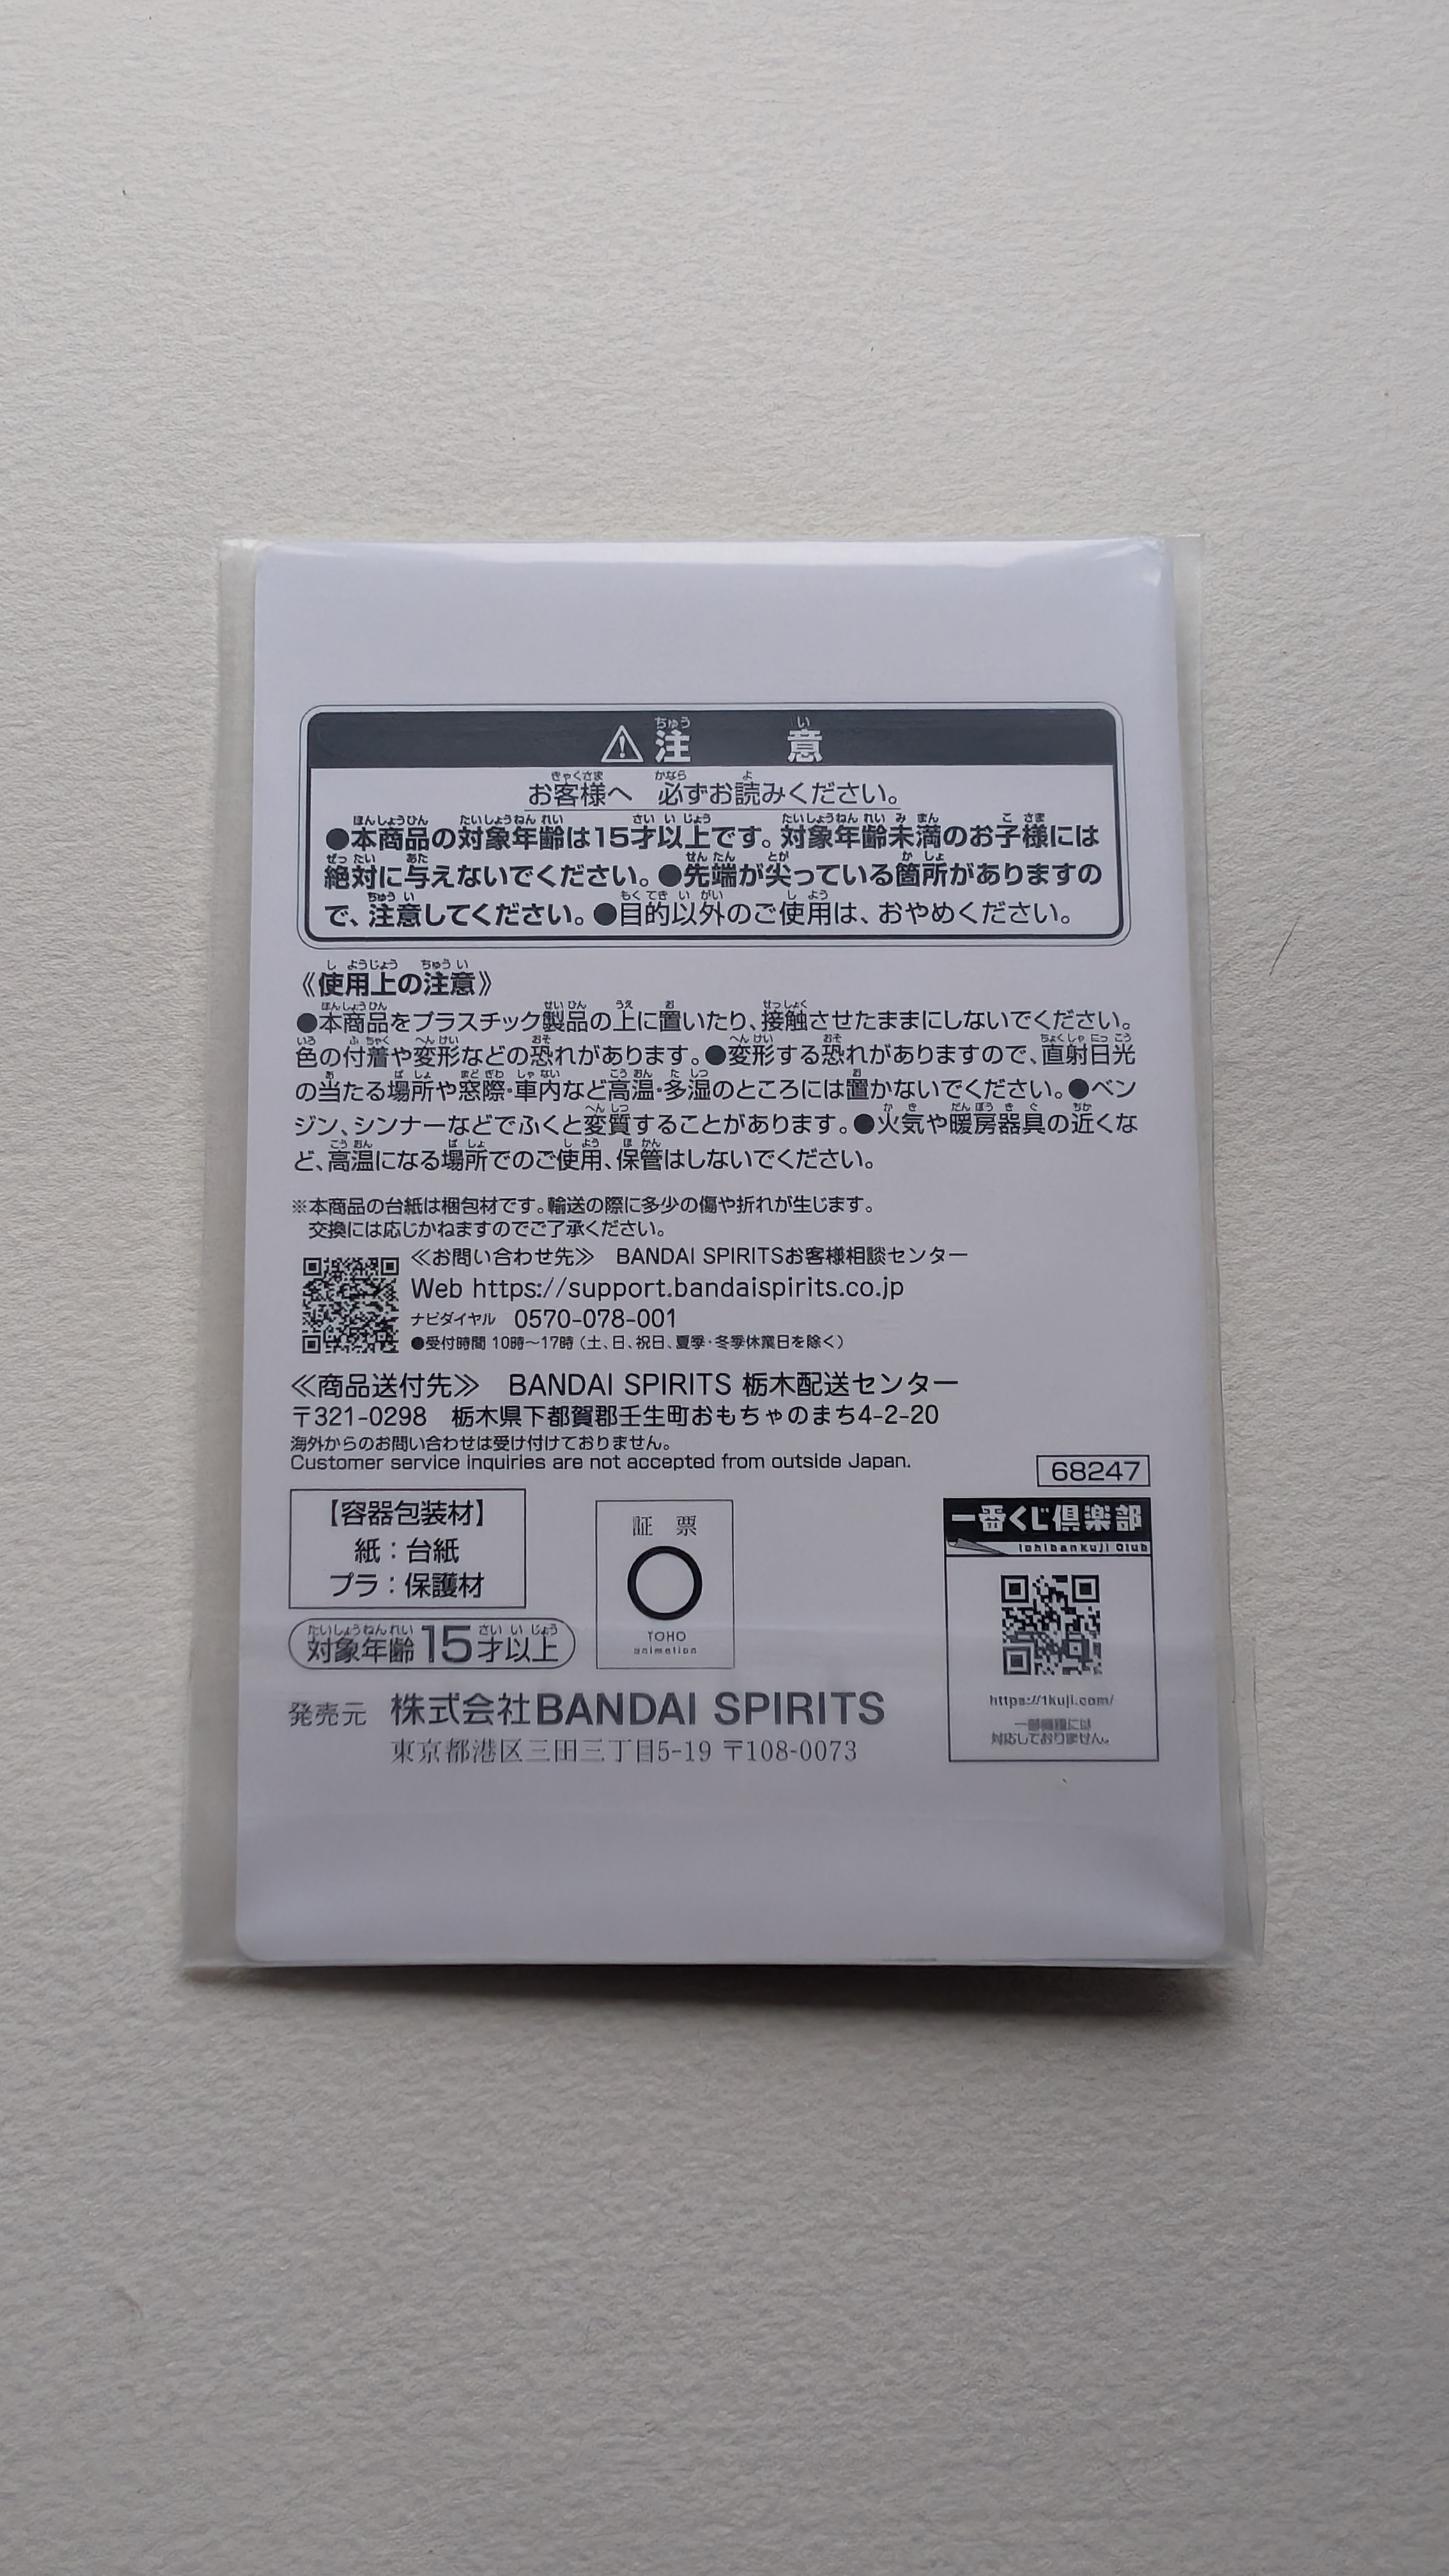 ⚠注意
お客様へ 必ずお読みください。
●本商品の対象年齢は15才以上です。対象年齢未満のお子様には
絶対に与えないでください。●先端が尖っている箇所がありますの
で、注意してください。●目的以外のご使用は、おやめください。
《使用上の注意》
●本商品をプラスチック製品の上に置いたり、接触させたままにしないでください。
色の付着や変形などの恐れがあります。●変形する恐れがありますので、直射日光
の当たる場所や窓際・車内など高温・多湿のところには置かないでください。●ベン
ジン、シンナーなどでふくと変質することがあります。●火気や暖房器具の近くな
ど、高温になる場所でのご使用、保管はしないでください。
※本商品の台紙は梱包材です。輸送の際に多少の傷や折れが生じます。
交換には応じかねますのでご了承ください。
≪お問い合わせ先≫ BANDAI SPIRITSお客様相談センター
Web https://support.bandaispirits.co.jp
ナビダイヤル 0570-078-001
●受付時間 10時～17時（土、日、祝日、夏季・冬季休業日を除く）
≪商品送付先≫ BANDAI SPIRITS 栃木配送センター
〒321-0298 栃木県下都賀郡壬生町おもちゃのまち4-2-20
海外からのお問い合わせは受け付けておりません。
Customer service inquiries are not accepted from outside Japan.
68247
【容器包装材】
紙：台紙
プラ：保護材
対象年齢15才以上
証 票
TOHO
animation
一番くじ倶楽部
Ichibankuji Club
https://1kuji.com/
一部機種には
対応しておりません。
発売元 株式会社BANDAI SPIRITS
東京都港区三田三丁目5-19 〒108-0073